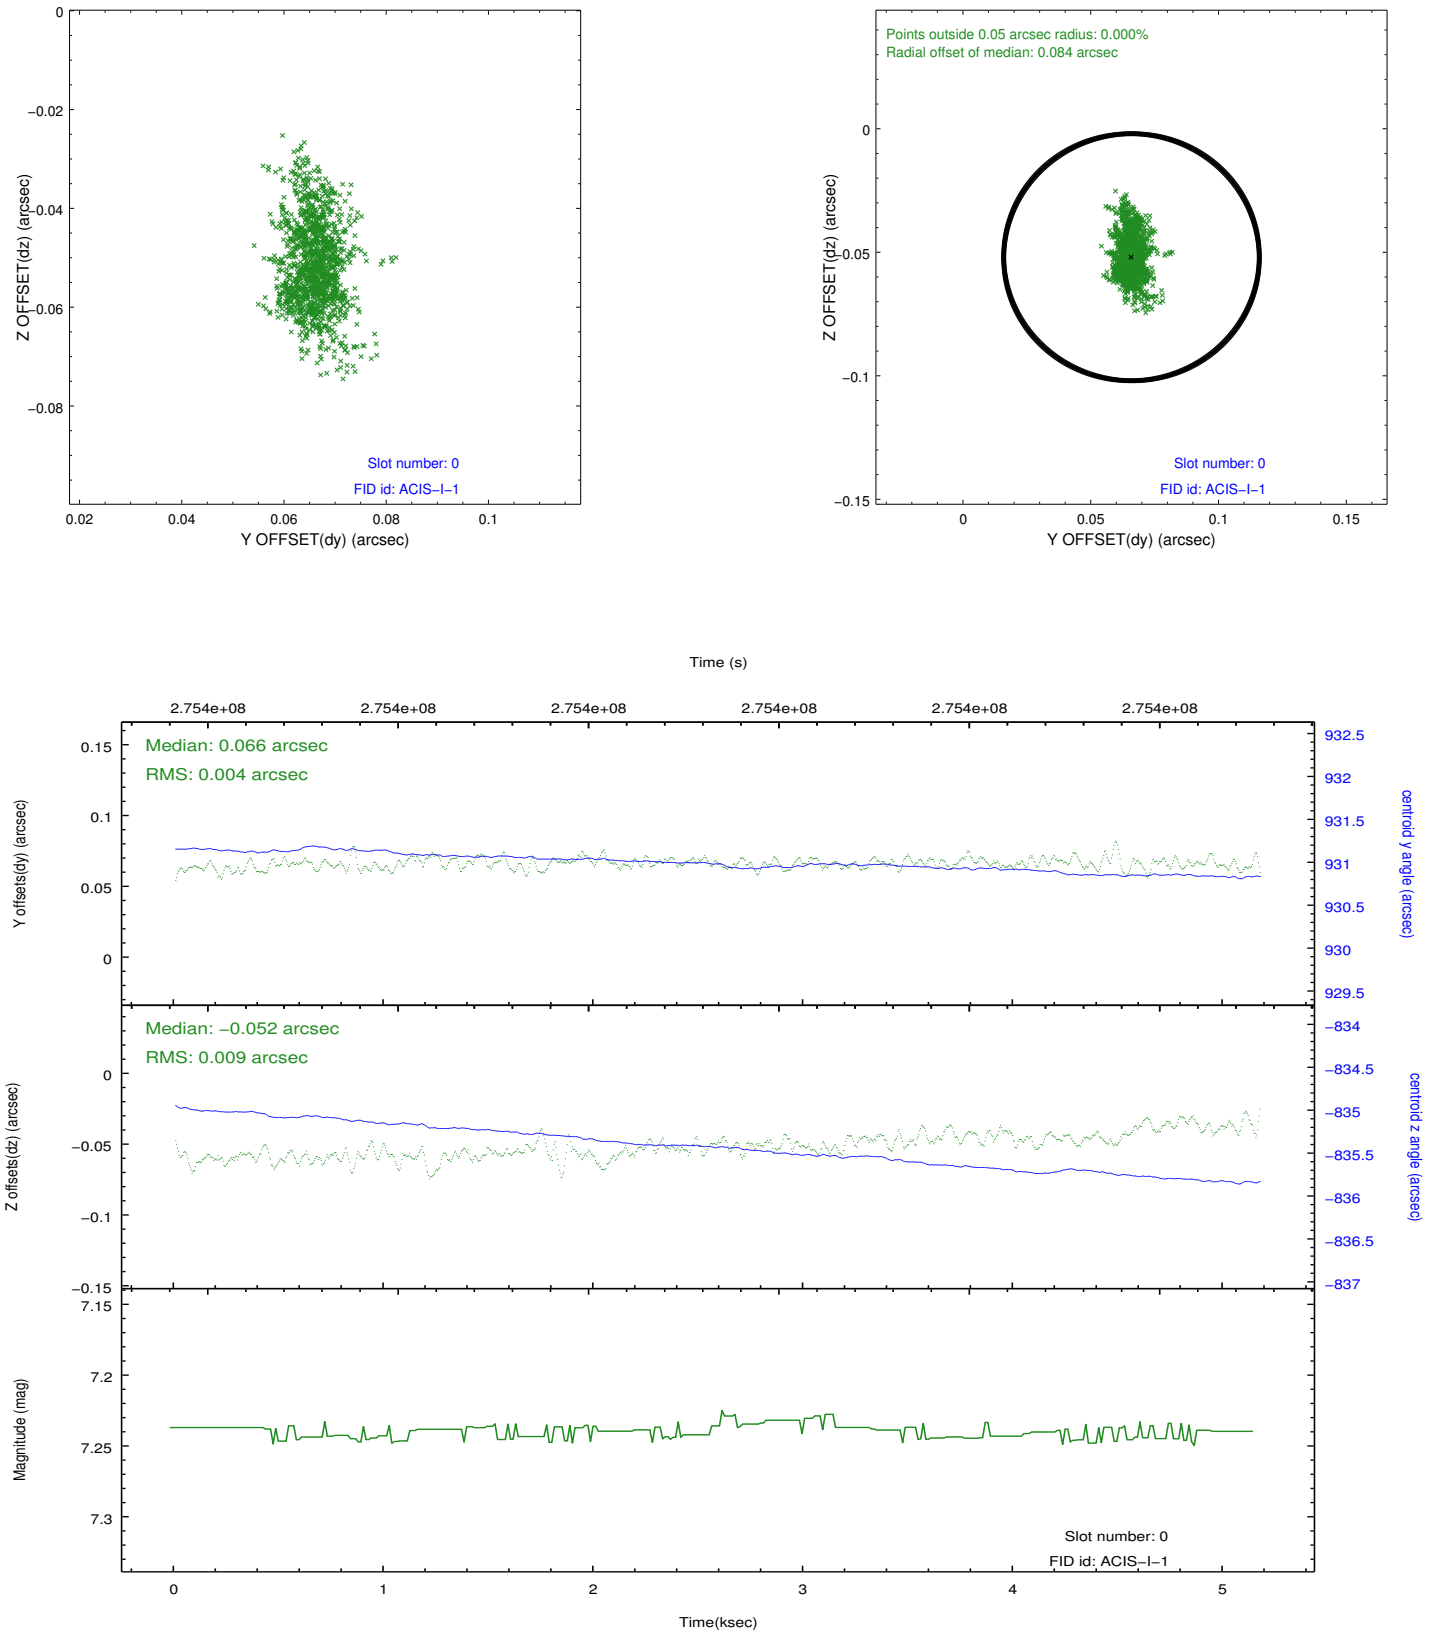 0
−0.02
−0.04
−0.06
−0.08
Z OFFSET(dz) (arcsec)
Slot number: 0
FID id: ACIS−I−1
0.02 0.04 0.06 0.08 0.1
Y OFFSET(dy) (arcsec)
Points outside 0.05 arcsec radius: 0.000%
Radial offset of median: 0.084 arcsec
0
−0.05
−0.1
−0.15
Z OFFSET(dz) (arcsec)
Slot number: 0
FID id: ACIS−I−1
0 0.05 0.1 0.15
Y OFFSET(dy) (arcsec)
Time (s)
2.754e+08 2.754e+08 2.754e+08 2.754e+08 2.754e+08 2.754e+08
Median: 0.066 arcsec
RMS: 0.004 arcsec
0.15
0.1
0.05
0
Y offsets(dy) (arcsec)
932.5
932
931.5
931
930.5
930
929.5
centroid y angle (arcsec)
Median: −0.052 arcsec
RMS: 0.009 arcsec
0
−0.05
−0.1
−0.15
Z offsets(dz) (arcsec)
−834
−834.5
−835
−835.5
−836
−836.5
−837
centroid z angle (arcsec)
7.15
7.2
7.25
7.3
Magnitude (mag)
Slot number: 0
FID id: ACIS−I−1
0 1 2 3 4 5
Time(ksec)